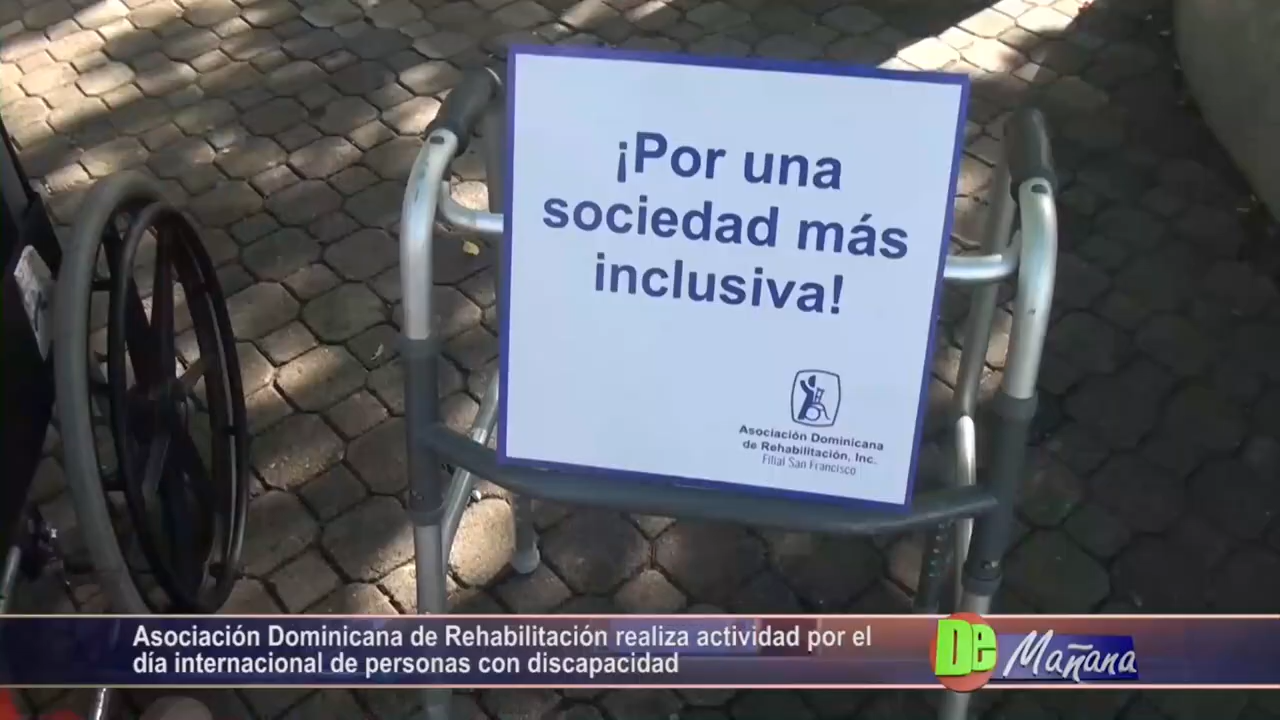 ¡Por una
sociedad más
inclusiva!
Asociación Dominicana
de Rehabilitación, Inc.
Filial San Francisco
Asociación Dominicana de Rehabilitación realiza actividad por el
día internacional de personas con discapacidad
De Mañana